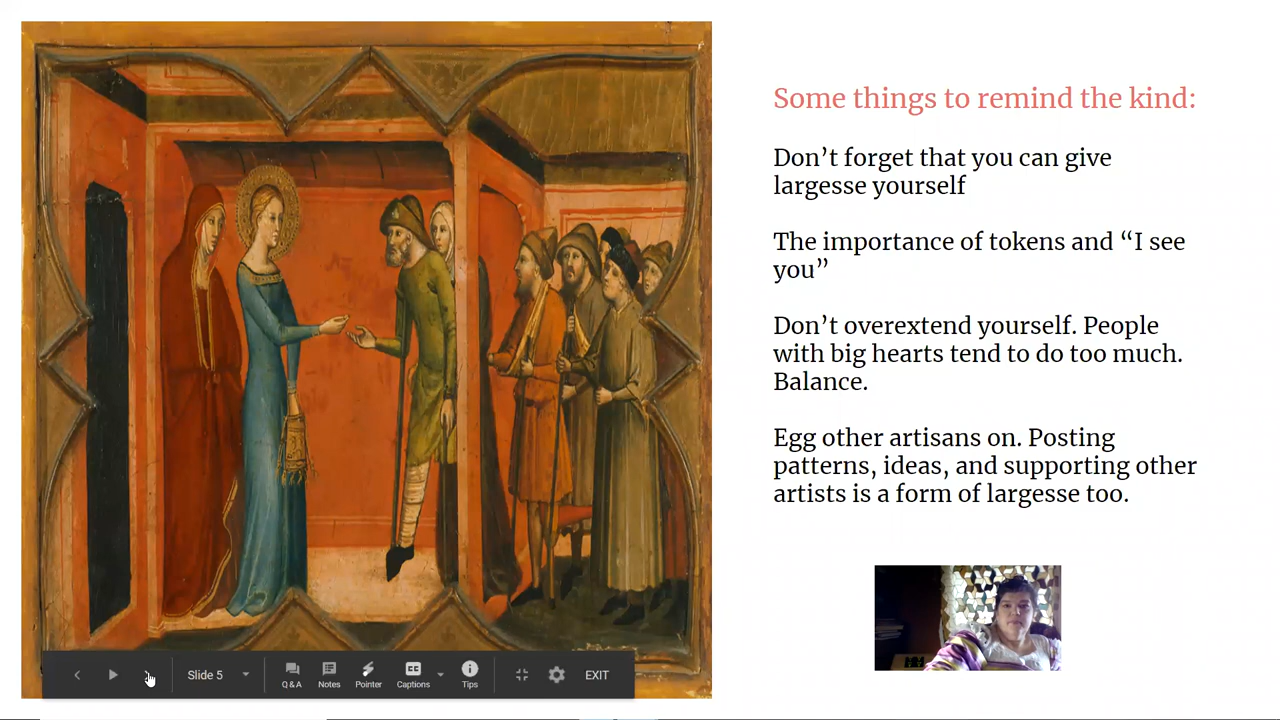 Some things to remind the kind:
Don’t forget that you can give
largesse yourself
The importance of tokens and “I see
you”
Don’t overextend yourself. People
with big hearts tend to do too much.
Balance.
Egg other artisans on. Posting
patterns, ideas, and supporting other
artists is a form of largesse too.
Slide 5
Q & A
Notes
Pointer
CC
Captions
Tips
EXIT